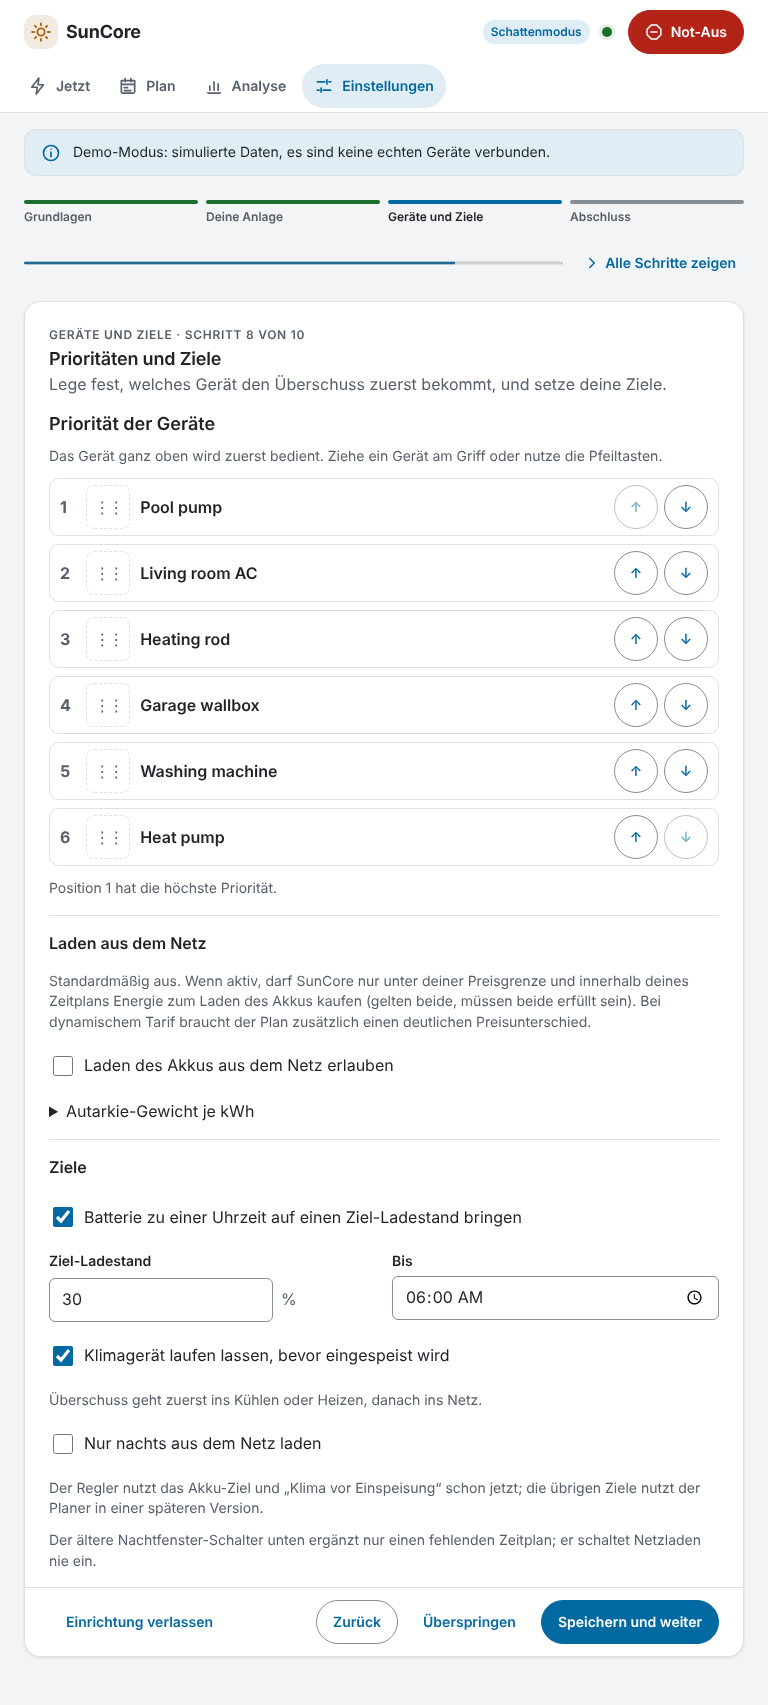 SunCore
Schattenmodus
Not-Aus
Jetzt
Plan
Analyse
Einstellungen
Demo-Modus: simulierte Daten, es sind keine echten Geräte verbunden.
Grundlagen
Deine Anlage
Geräte und Ziele
Abschluss
Alle Schritte zeigen
GERÄTE UND ZIELE · SCHRITT 8 VON 10
Prioritäten und Ziele
Lege fest, welches Gerät den Überschuss zuerst bekommt, und setze deine Ziele.
Priorität der Geräte
Das Gerät ganz oben wird zuerst bedient. Ziehe ein Gerät am Griff oder nutze die Pfeiltasten.
1 Pool pump
2 Living room AC
3 Heating rod
4 Garage wallbox
5 Washing machine
6 Heat pump
Position 1 hat die höchste Priorität.
Laden aus dem Netz
Standardmäßig aus. Wenn aktiv, darf SunCore nur unter deiner Preisgrenze und innerhalb deines
Zeitplans Energie zum Laden des Akkus kaufen (gelten beide, müssen beide erfüllt sein). Bei
dynamischem Tarif braucht der Plan zusätzlich einen deutlichen Preisunterschied.
Laden des Akkus aus dem Netz erlauben
Autarkie-Gewicht je kWh
Ziele
Batterie zu einer Uhrzeit auf einen Ziel-Ladestand bringen
Ziel-Ladestand
Bis
30 %
06:00 AM
Klimagerät laufen lassen, bevor eingespeist wird
Überschuss geht zuerst ins Kühlen oder Heizen, danach ins Netz.
Nur nachts aus dem Netz laden
Der Regler nutzt das Akku-Ziel und „Klima vor Einspeisung“ schon jetzt; die übrigen Ziele nutzt der
Planer in einer späteren Version.
Der ältere Nachtfenster-Schalter unten ergänzt nur einen fehlenden Zeitplan; er schaltet Netzladen
nie ein.
Einrichtung verlassen
Zurück
Überspringen
Speichern und weiter